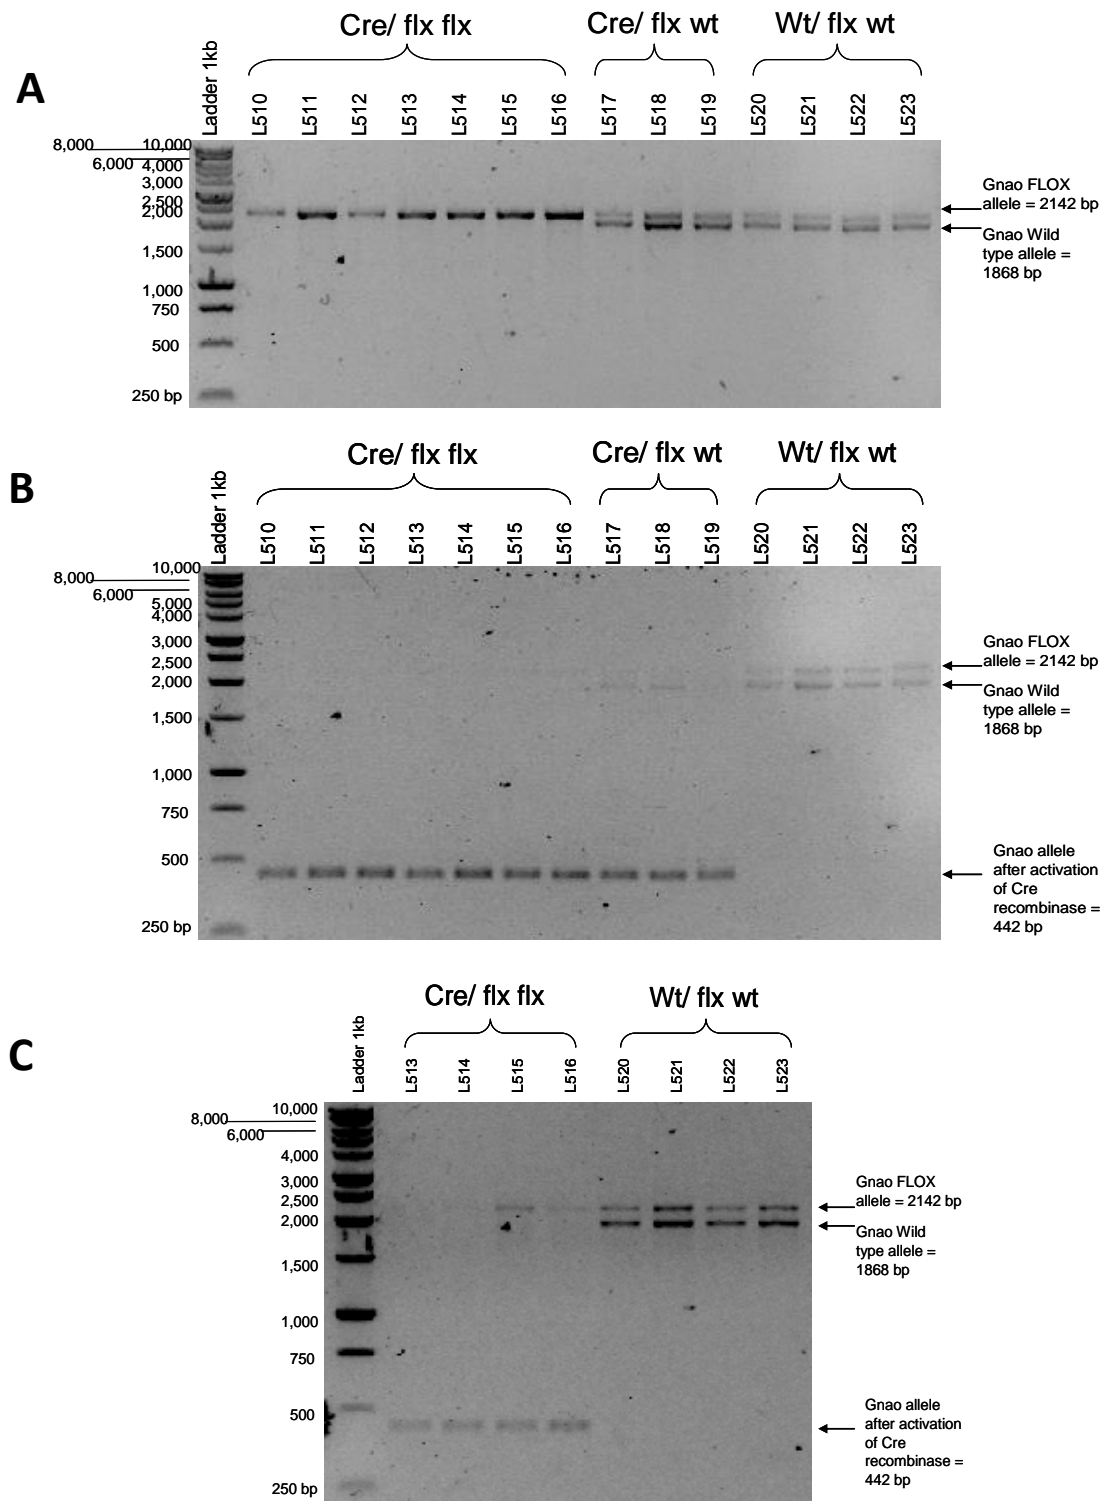 A
Cre/ flx flx
Cre/ flx wt
Wt/ flx wt
Ladder 1kb
L510
L511
L512
L513
L514
L515
L516
L517
L518
L519
L520
L521
L522
L523
8,000
10,000
6,000
4,000
3,000
2,500
2,000
1,500
1,000
750
500
250 bp
Gnao FLOX
allele = 2142 bp
Gnao Wild
type allele =
1868 bp
B
Cre/ flx flx
Cre/ flx wt
Wt/ flx wt
Ladder 1kb
L510
L511
L512
L513
L514
L515
L516
L517
L518
L519
L520
L521
L522
L523
10,000
8,000
6,000
5,000
4,000
3,000
2,500
2,000
1,500
1,000
750
500
250 bp
Gnao FLOX
allele = 2142 bp
Gnao Wild
type allele =
1868 bp
Gnao allele
after activation
of Cre
recombinase =
442 bp
C
Cre/ flx flx
Wt/ flx wt
Ladder 1kb
L513
L514
L515
L516
L520
L521
L522
L523
10,000
8,000
6,000
4,000
3,000
2,500
2,000
1,500
1,000
750
500
250 bp
Gnao FLOX
allele = 2142 bp
Gnao Wild
type allele =
1868 bp
Gnao allele
after activation
of Cre
recombinase =
442 bp